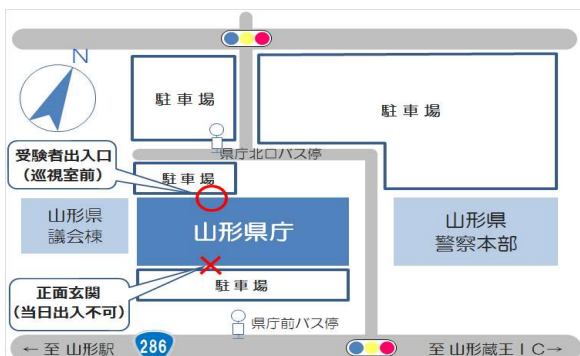 N
駐車場
駐車場
県庁北口バス停
受験者出入口
(巡視室前)
駐車場
山形県
議会棟
山形県庁
山形県
警察本部
正面玄関
(当日出入不可)
駐車場
県庁前バス停
← 至 山形駅
286
至 山形蔵王IC→